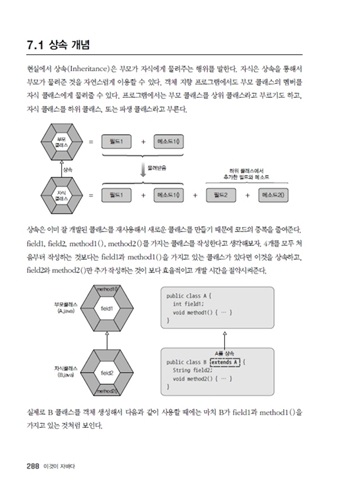 7.1 상속 개념
현실에서 상속(Inheritance)은 부모가 자식에게 물려주는 행위를 말한다. 자식은 상속을 통해서
부모가 물려준 것을 자연스럽게 이용할 수 있다. 객체 지향 프로그램에서도 부모 클래스의 멤버를
자식 클래스에게 물려줄 수 있다. 프로그램에서는 부모 클래스를 상위 클래스라고 부르기도 하고,
자식 클래스를 하위 클래스, 또는 파생 클래스라고 부른다.
부모
클래스
= 필드1 + 메소드1()
상속
물려받음
하위 클래스에서
추가한 필드와 메소드
자식
클래스
= 필드1 + 메소드1() + 필드2 + 메소드2()
상속은 이미 잘 개발된 클래스를 재사용해서 새로운 클래스를 만들기 때문에 코드의 중복을 줄여준다.
field1, field2, method1(), method2()를 가지는 클래스를 작성한다고 생각해보자. 4개를 모두 처
음부터 작성하는 것보다는 field1과 method1()을 가지고 있는 클래스가 있다면 이것을 상속하고,
field2와 method2()만 추가 작성하는 것이 보다 효율적이고 개발 시간을 절약시켜준다.
method1()
부모클래스
(A.java)
field1
public class A {
int field1;
void method1() { … }
}
A를 상속
자식클래스
(B.java)
field2
method2()
public class B extends A {
String field2;
void method2() { … }
}
실제로 B 클래스를 객체 생성해서 다음과 같이 사용할 때에는 마치 B가 field1과 method1()을
가지고 있는 것처럼 보인다.
288 이것이 자바다